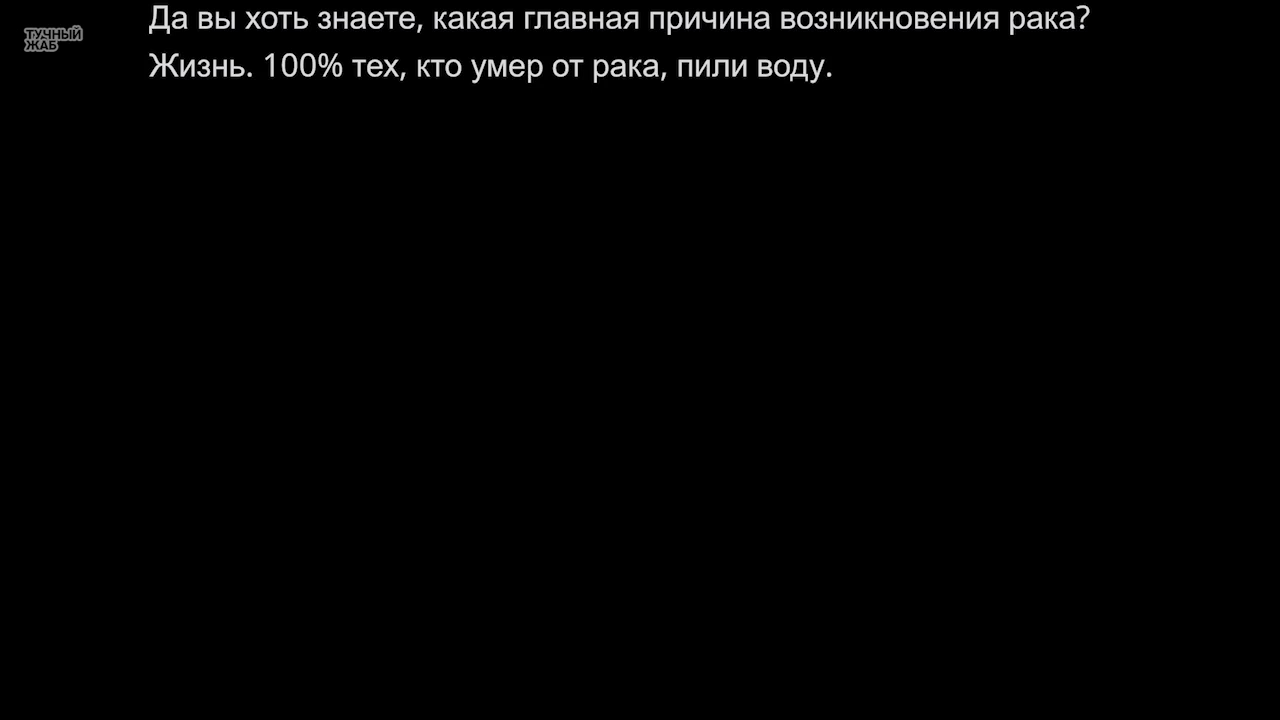 Да вы хоть знаете, какая главная причина возникновения рака?
ТУЧНЫЙ
ЖАБ
Жизнь. 100% тех, кто умер от рака, пили воду.